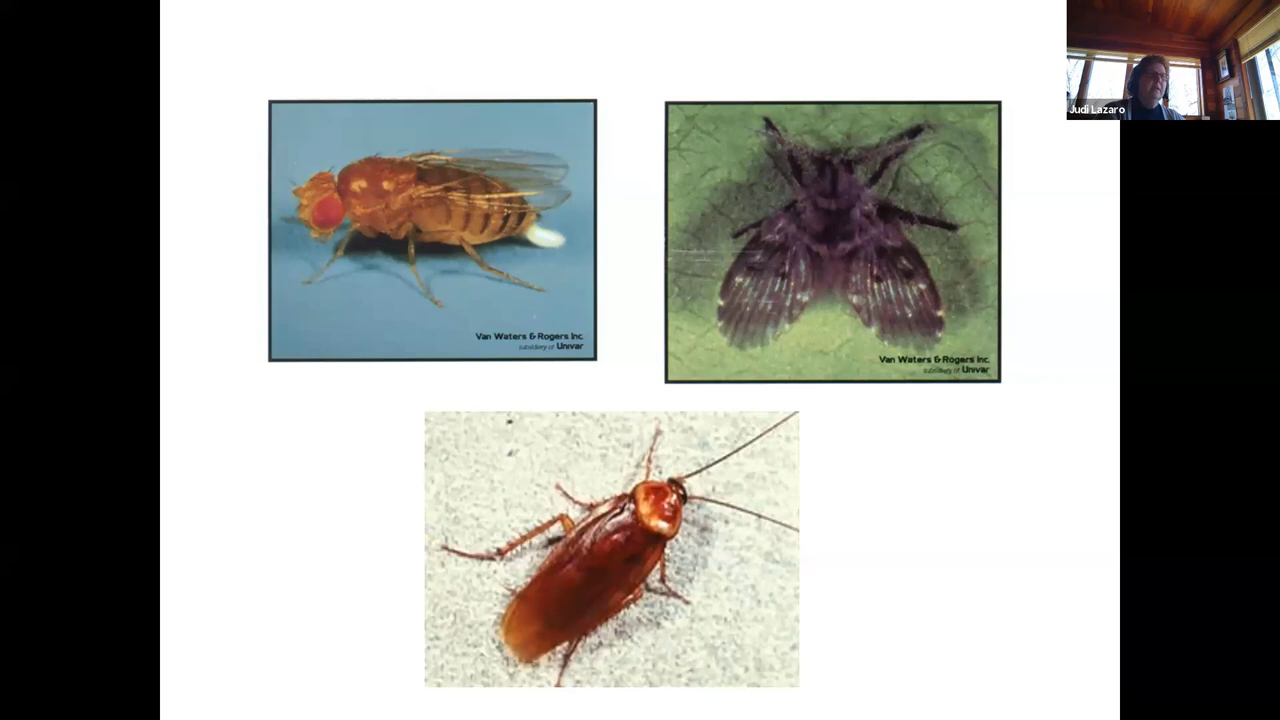 Judi Lazaro
Van Waters & Rogers Inc.
subsidiary of Univar
Van Waters & Rogers Inc.
subsidiary of Univar